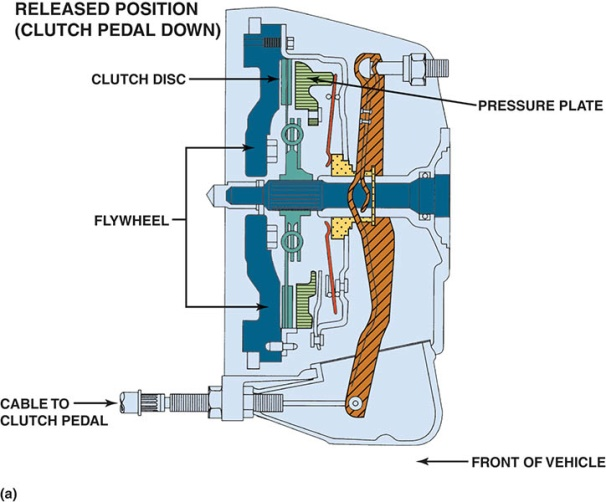 RELEASED POSITION
(CLUTCH PEDAL DOWN)
CLUTCH DISC
PRESSURE PLATE
FLYWHEEL
CABLE TO
CLUTCH PEDAL
FRONT OF VEHICLE
(a)